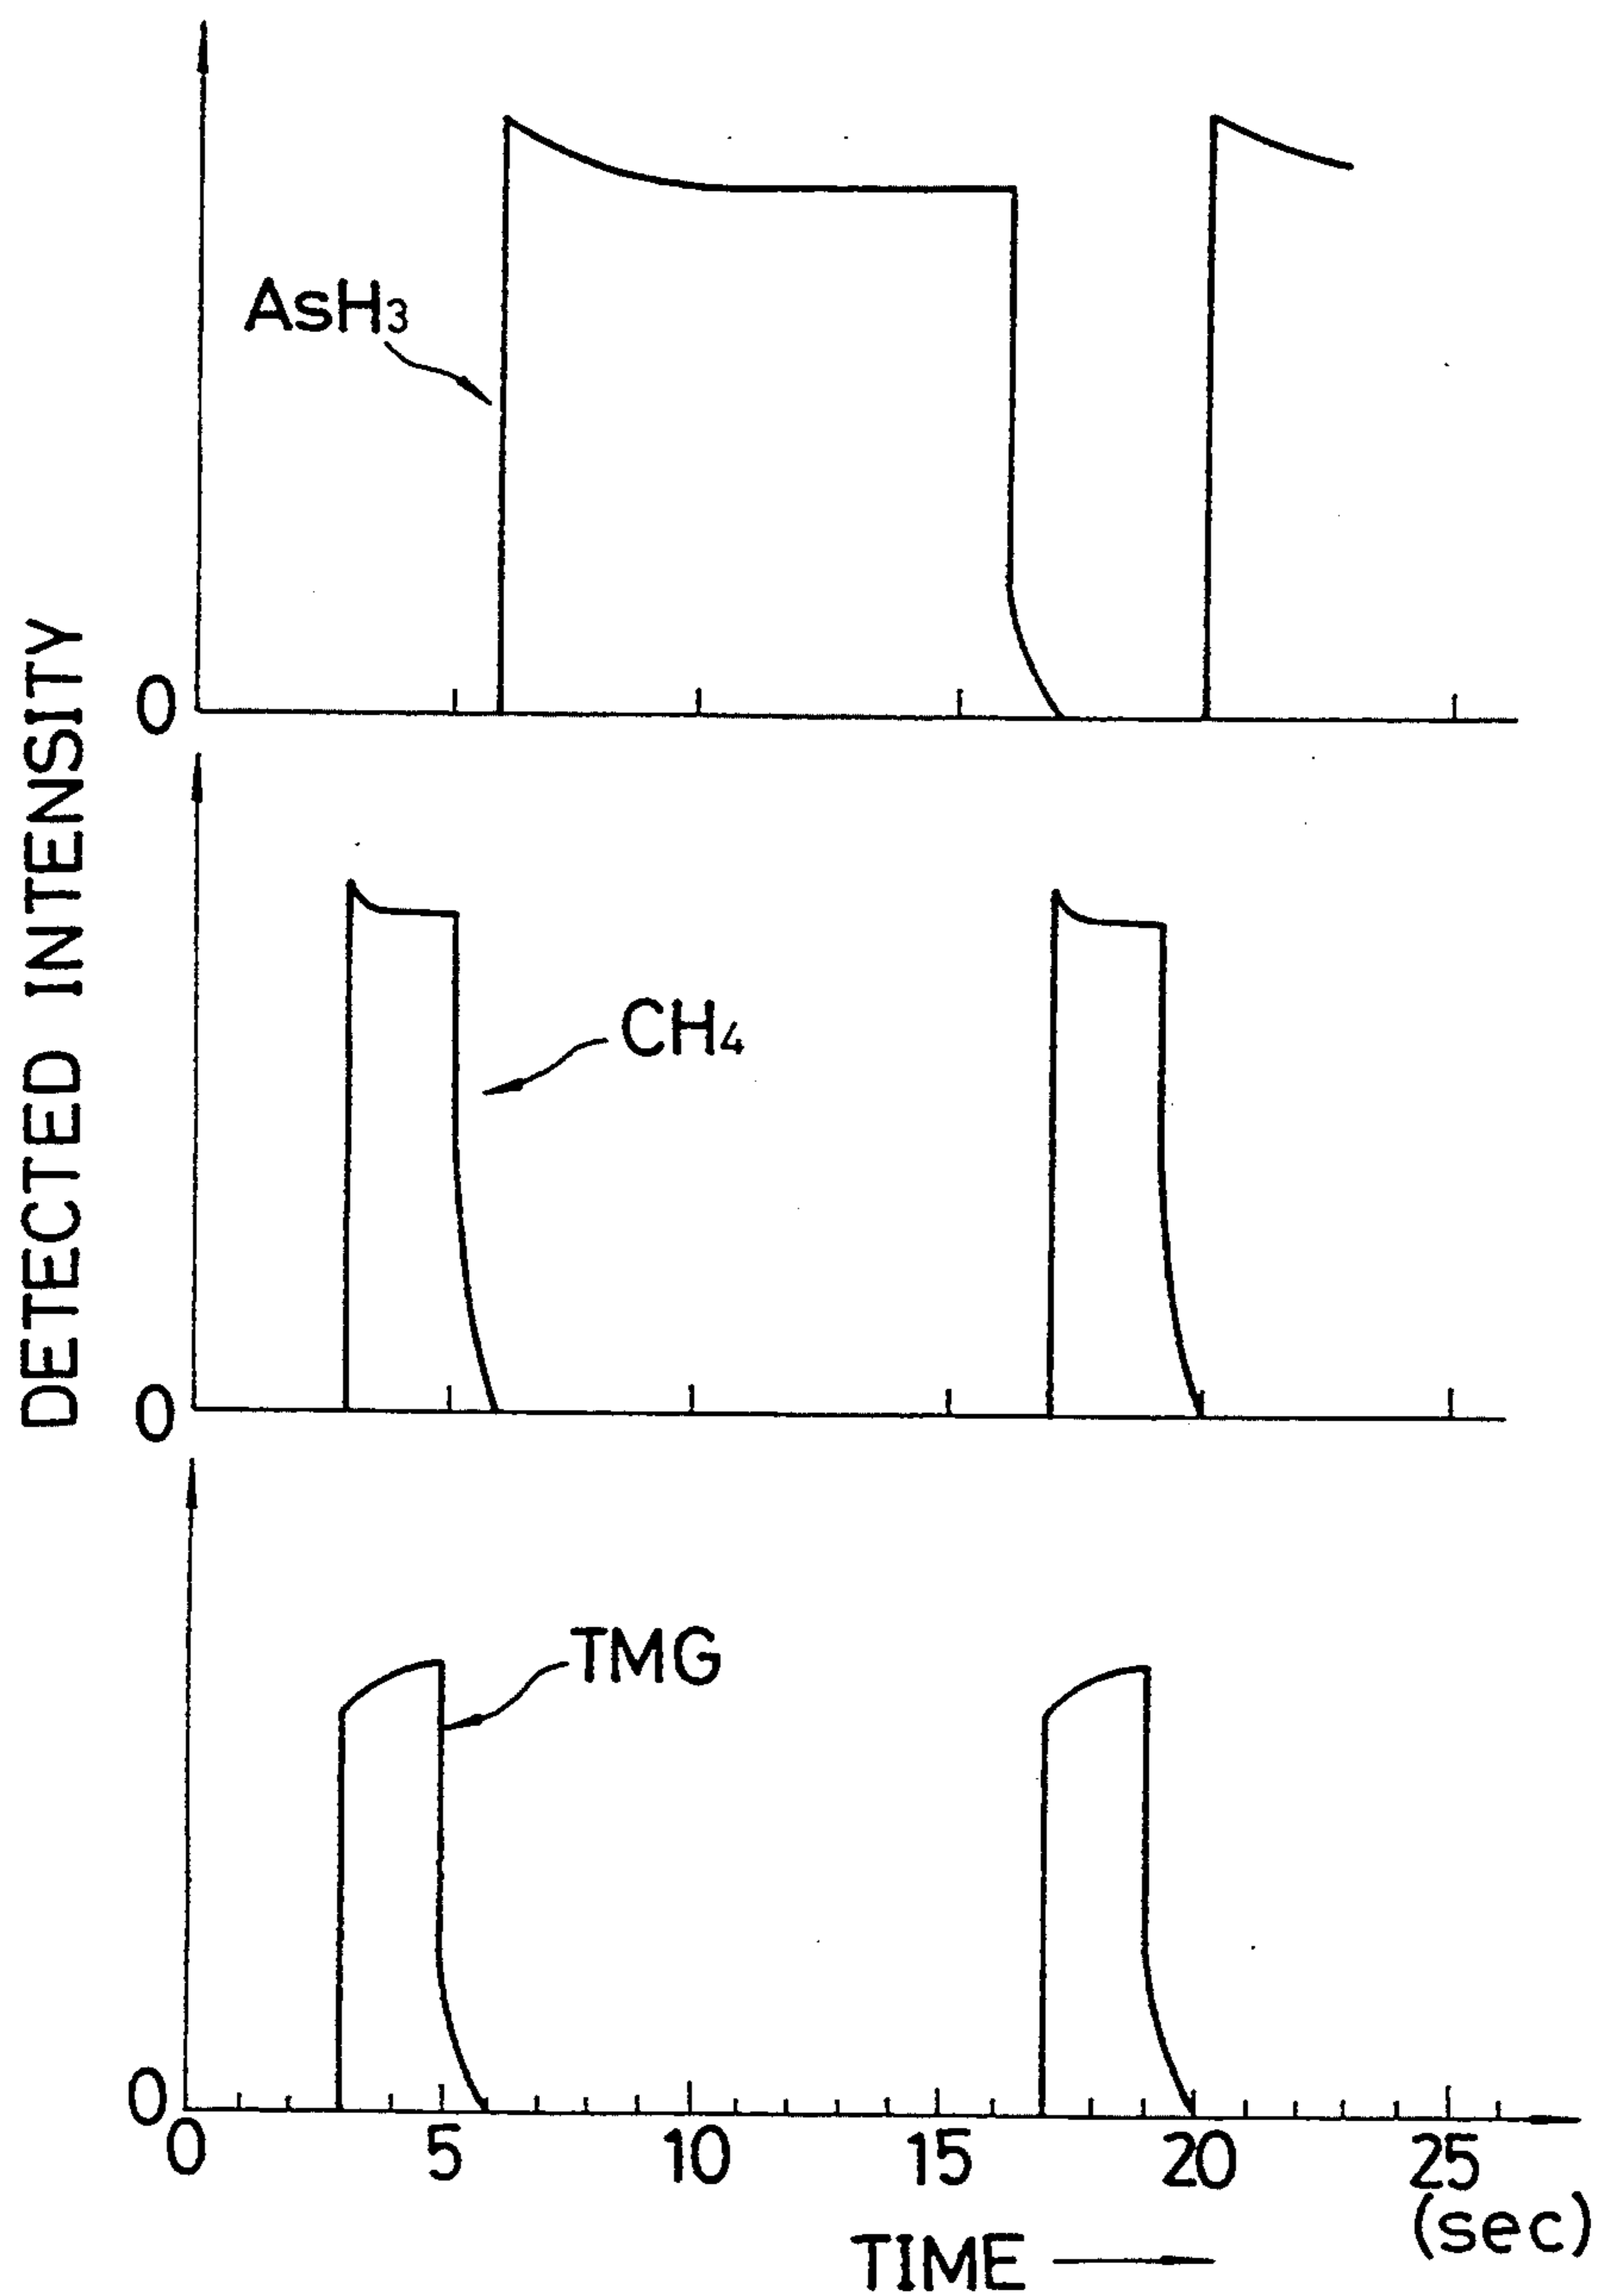 DETECTED INTENSITY
AsH₃
0
CH₄
0
TMG
0
0 5 10 15 20 25
(sec)
TIME